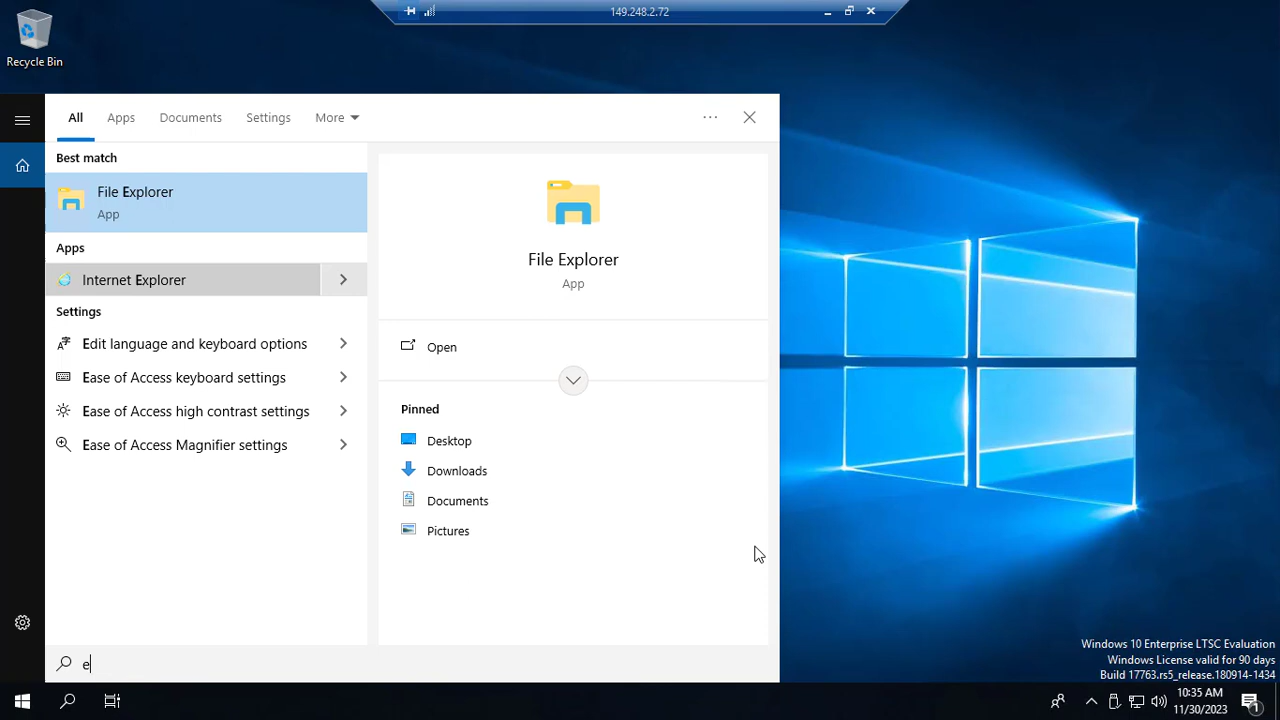 149.248.2.72
Recycle Bin
All Apps Documents Settings More
Best match
File Explorer
App
Apps
Internet Explorer
Settings
Edit language and keyboard options
Ease of Access keyboard settings
Ease of Access high contrast settings
Ease of Access Magnifier settings
File Explorer
App
Open
Pinned
Desktop
Downloads
Documents
Pictures
e
Windows 10 Enterprise LTSC Evaluation
Windows License valid for 90 days
Build 17763.rs5_release.180914-1434
10:35 AM
11/30/2023
1